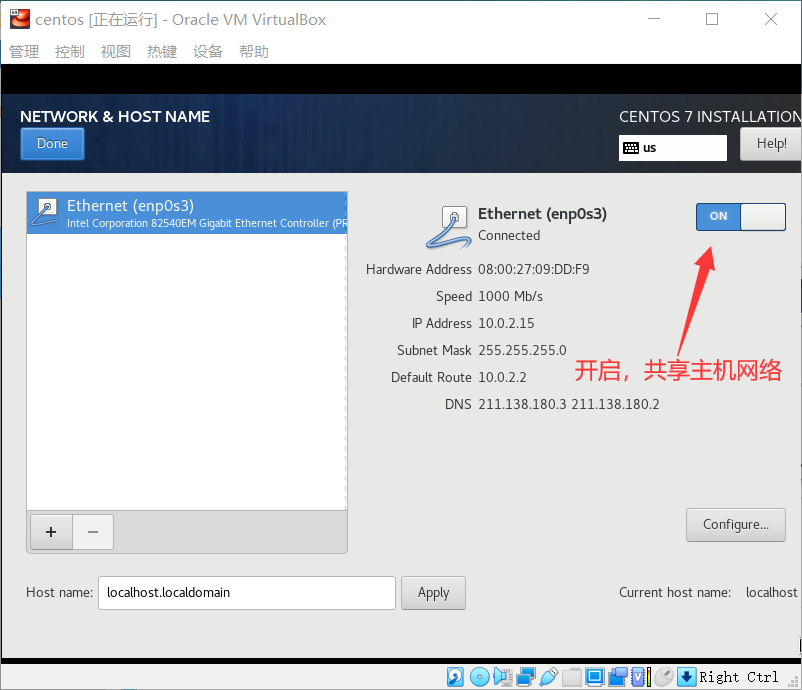 centos [正在运行] - Oracle VM VirtualBox
管理 控制 视图 热键 设备 帮助
NETWORK & HOST NAME
CENTOS 7 INSTALLATION
Done
us
Help!
Ethernet (enp0s3)
Intel Corporation 82540EM Gigabit Ethernet Controller (PR
Ethernet (enp0s3)
Connected
ON
Hardware Address 08:00:27:09:DD:F9
Speed 1000 Mb/s
IP Address 10.0.2.15
Subnet Mask 255.255.255.0
Default Route 10.0.2.2
DNS 211.138.180.3 211.138.180.2
开启，共享主机网络
+ −
Configure...
Host name: localhost.localdomain Apply
Current host name: localhost
Right Ctrl